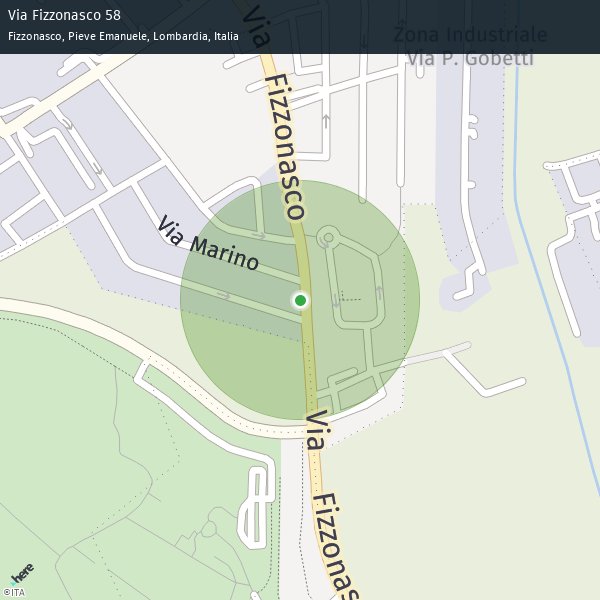 Via Fizzonasco 58
Fizzonasco, Pieve Emanuele, Lombardia, Italia
Zona Industriale
Via P. Gobetti
Via Fizzonasco
Via Marino
Via Fizzonas
here
©ITA